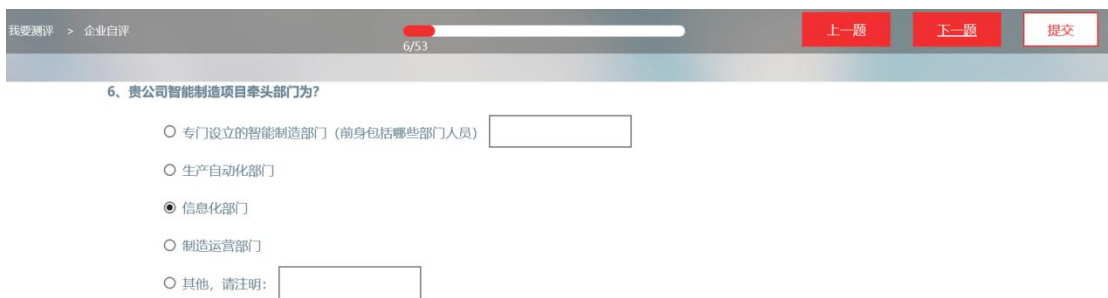 我要测评 > 企业自评
6/53
上一题
下一题
提交
6、贵公司智能制造项目牵头部门为?
专门设立的智能制造部门（前身包括哪些部门人员）
生产自动化部门
信息化部门
制造运营部门
其他，请注明：